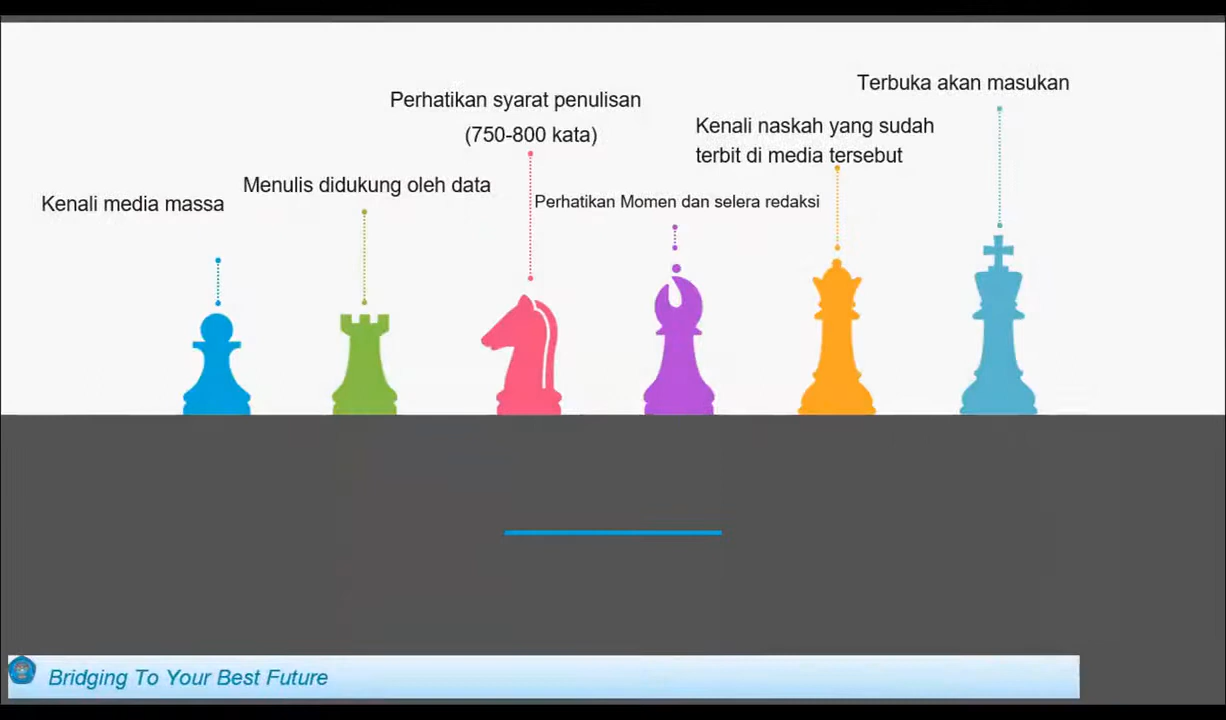 Kenali media massa
Menulis didukung oleh data
Perhatikan syarat penulisan
(750-800 kata)
Perhatikan Momen dan selera redaksi
Kenali naskah yang sudah
terbit di media tersebut
Terbuka akan masukan
Bridging To Your Best Future